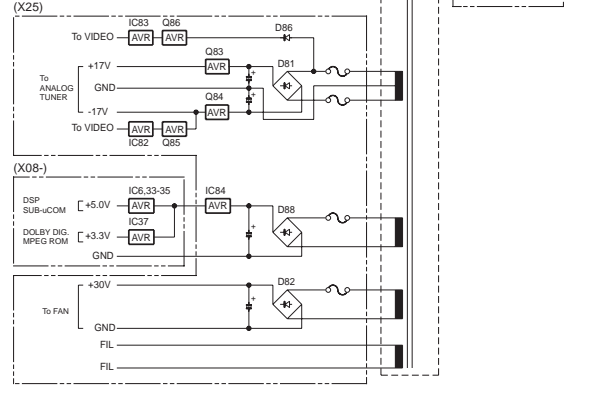 (X25)
IC83 Q86
D86
To VIDEO AVR AVR
Q83
+17V AVR
D81
+
To
ANALOG
TUNER
GND
+
Q84
-17V AVR
To VIDEO AVR AVR
IC82 Q85
(X08-)
IC6,33-35 IC84
DSP
SUB-uCOM
+5.0V AVR AVR
D88
IC37
+
DOLBY DIG.
MPEG ROM
+3.3V AVR
GND
+30V
D82
+
To FAN
GND
FIL
FIL